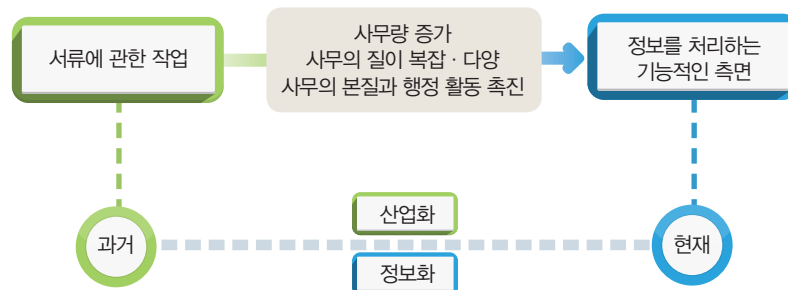 서류에 관한 작업
사무량 증가
사무의 질이 복잡 · 다양
사무의 본질과 행정 활동 촉진
정보를 처리하는
기능적인 측면
과거
산업화
정보화
현재